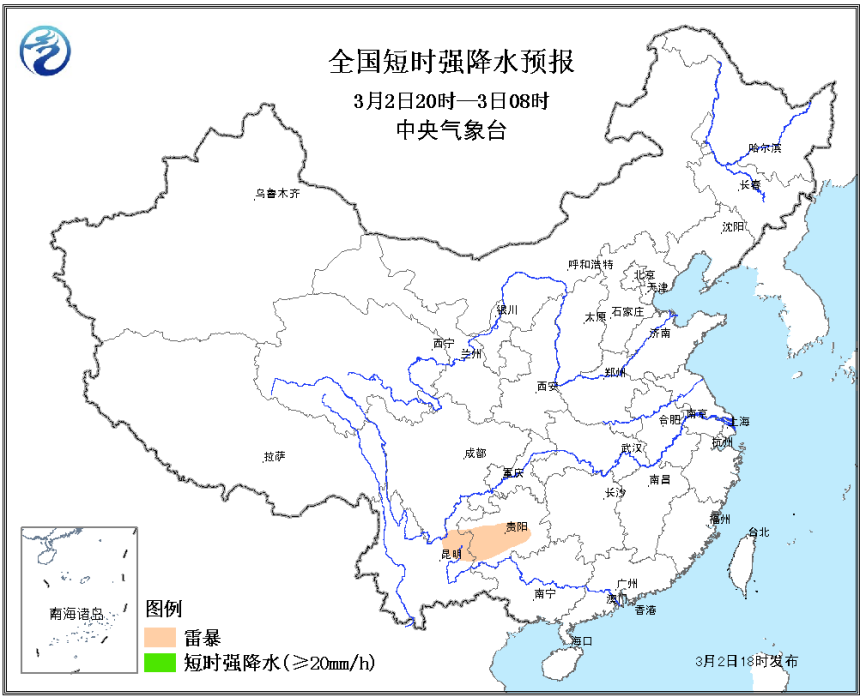 全国短时强降水预报
3月2日20时—3日08时
中央气象台
哈尔滨
长春
乌鲁木齐
沈阳
呼和浩特
北京
天津
银川
太原
石家庄
济南
西宁
兰州
西安
郑州
合肥
南京
上海
杭州
拉萨
成都
重庆
武汉
长沙
南昌
贵阳
昆明
福州
台北
南宁
广州
澳门
香港
海口
南海诸岛
图例
雷暴
短时强降水(≥20mm/h)
3月2日18时发布